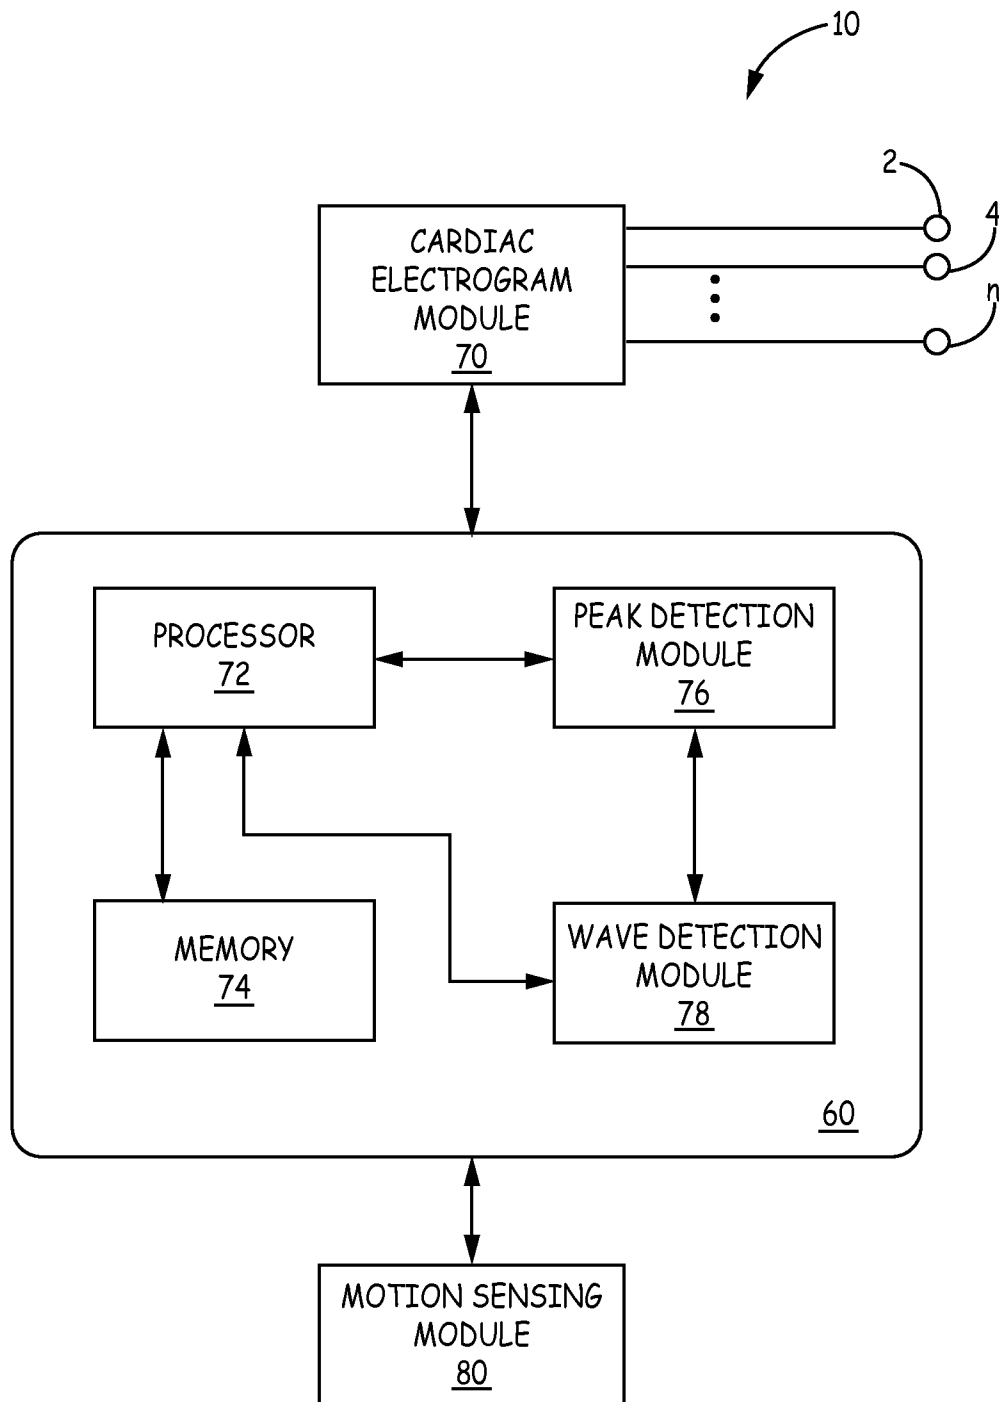 10
2
4
n
CARDIAC
ELECTROGRAM
MODULE
70
PROCESSOR
72
PEAK DETECTION
MODULE
76
MEMORY
74
WAVE DETECTION
MODULE
78
60
MOTION SENSING
MODULE
80